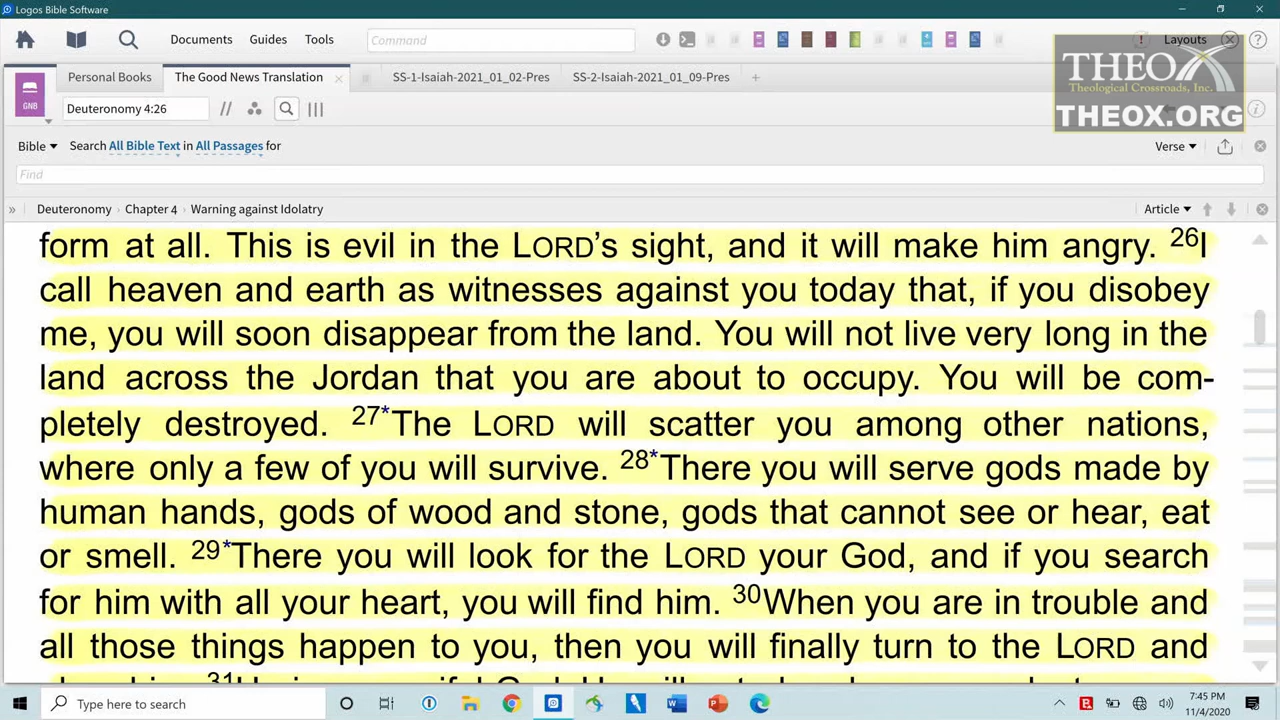 Logos Bible Software
Documents Guides Tools Command Layouts
THEOX
Theological Crossroads, Inc.
THEOX.ORG
GNB
Personal Books The Good News Translation SS-1-Isaiah-2021_01_02-Pres SS-2-Isaiah-2021_01_09-Pres
Deuteronomy 4:26
Bible Search All Bible Text in All Passages for Verse
Find
Deuteronomy › Chapter 4 › Warning against Idolatry Article
form at all. This is evil in the LORD’s sight, and it will make him angry. 26I
call heaven and earth as witnesses against you today that, if you disobey
me, you will soon disappear from the land. You will not live very long in the
land across the Jordan that you are about to occupy. You will be com-
pletely destroyed. 27*The LORD will scatter you among other nations,
where only a few of you will survive. 28*There you will serve gods made by
human hands, gods of wood and stone, gods that cannot see or hear, eat
or smell. 29*There you will look for the LORD your God, and if you search
for him with all your heart, you will find him. 30When you are in trouble and
all those things happen to you, then you will finally turn to the LORD and
31
Type here to search
7:45 PM
11/4/2020